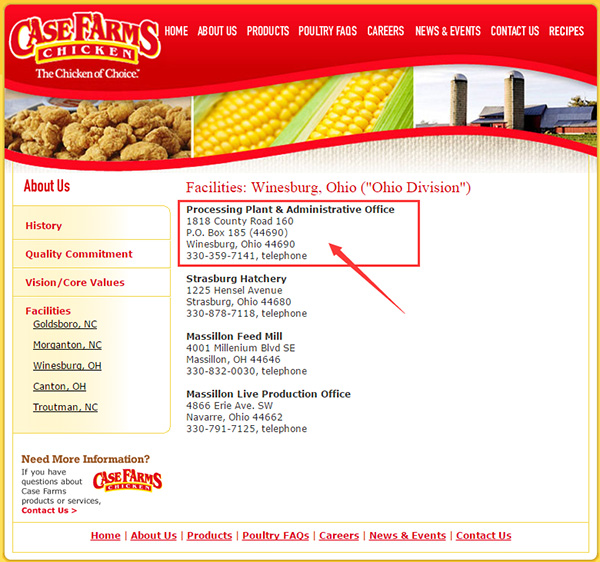 CASE FARMS
CHICKEN
The Chicken of Choice.™
HOME ABOUT US PRODUCTS POULTRY FAQS CAREERS NEWS & EVENTS CONTACT US RECIPES
About Us
History
Quality Commitment
Vision/Core Values
Facilities
Goldsboro, NC
Morganton, NC
Winesburg, OH
Canton, OH
Troutman, NC
Need More Information?
If you have
questions about
Case Farms
products or services,
Contact Us >
CASE FARMS
CHICKEN
Facilities: Winesburg, Ohio ("Ohio Division")
Processing Plant & Administrative Office
1818 County Road 160
P.O. Box 185 (44690)
Winesburg, Ohio 44690
330-359-7141, telephone
Strasburg Hatchery
1225 Hensel Avenue
Strasburg, Ohio 44680
330-878-7118, telephone
Massillon Feed Mill
4001 Millenium Blvd SE
Massillon, OH 44646
330-832-0030, telephone
Massillon Live Production Office
4866 Erie Ave. SW
Navarre, Ohio 44662
330-791-7125, telephone
Home | About Us | Products | Poultry FAQs | Careers | News & Events | Contact Us